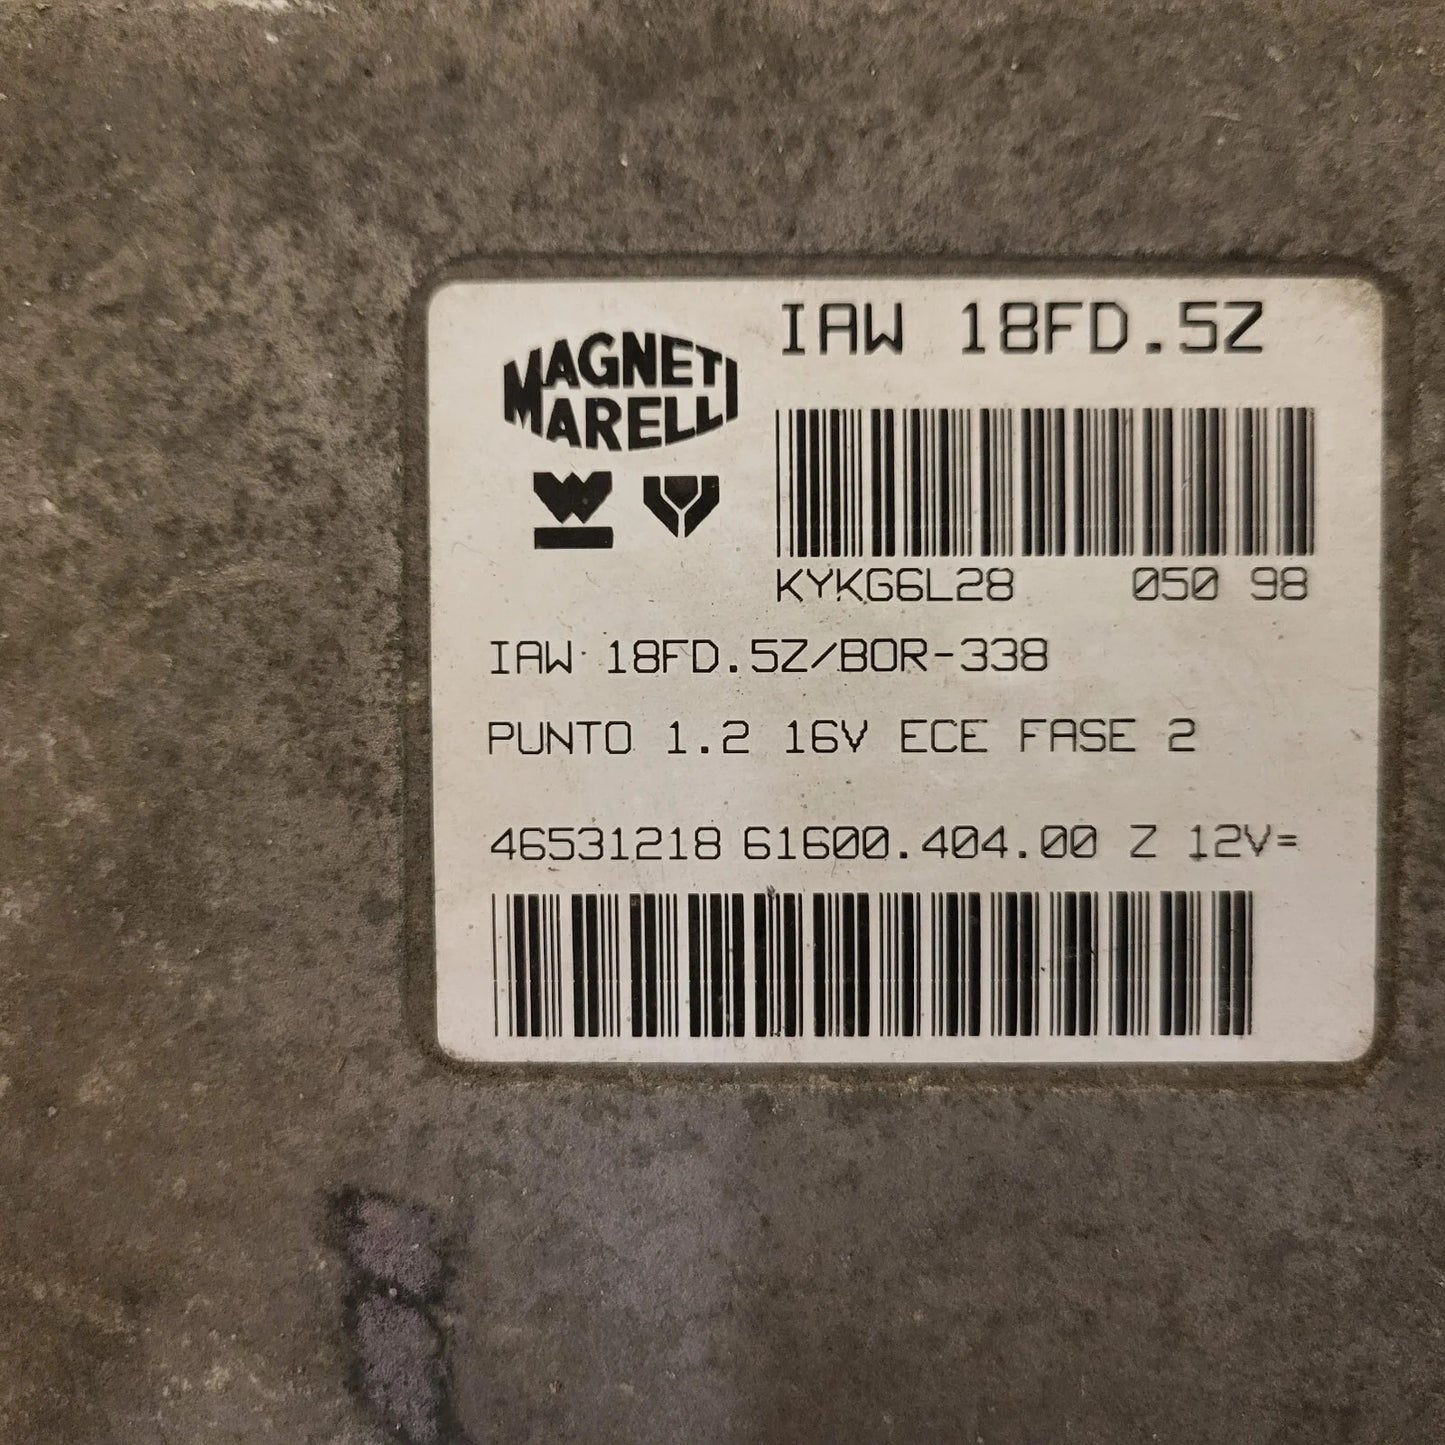 MAGNETI
MARELLI
IAW 18FD.5Z
KYKG6L28 050 98
IAW 18FD.5Z/BOR-338
PUNTO 1.2 16V ECE FASE 2
46531218 61600.404.00 Z 12V=